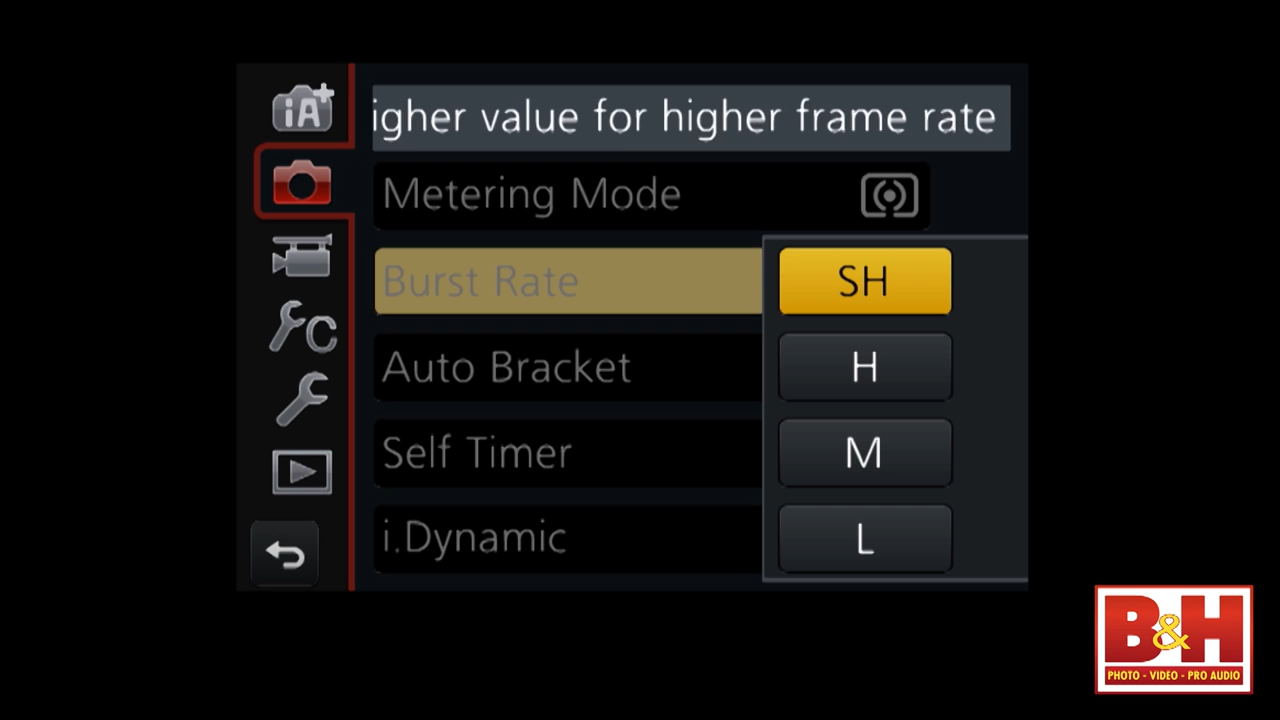 iA+
igher value for higher frame rate
Metering Mode
Burst Rate
SH
C
Auto Bracket
H
Self Timer
M
i.Dynamic
L
B&H
PHOTO - VIDEO - PRO AUDIO